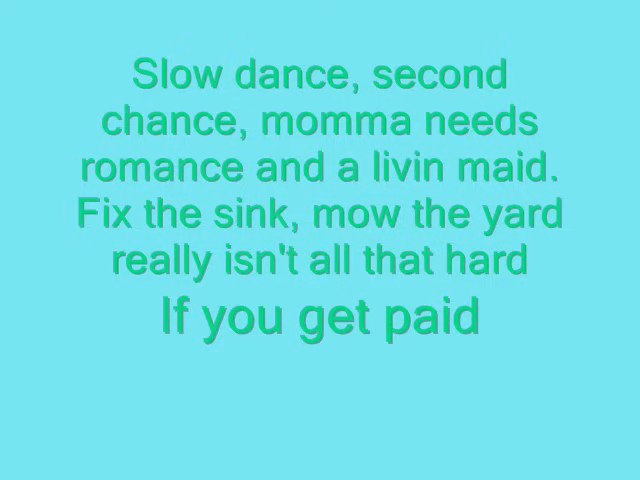 Slow dance, second
chance, momma needs
romance and a livin maid.
Fix the sink, mow the yard
really isn't all that hard
If you get paid